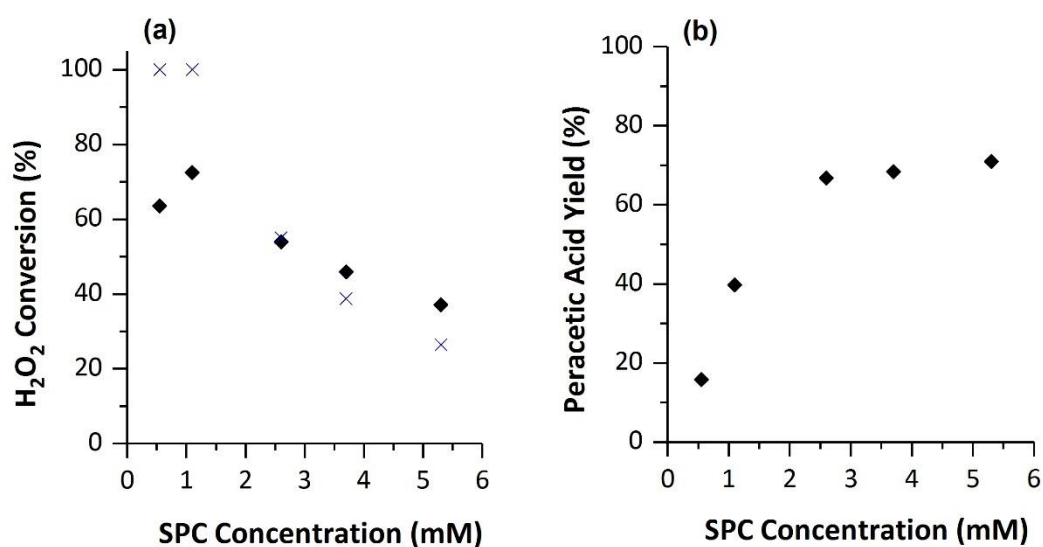 (a)
H₂O₂ Conversion (%)
100
80
60
40
20
0
0 1 2 3 4 5 6
SPC Concentration (mM)
(b)
Peracetic Acid Yield (%)
100
80
60
40
20
0
0 1 2 3 4 5 6
SPC Concentration (mM)